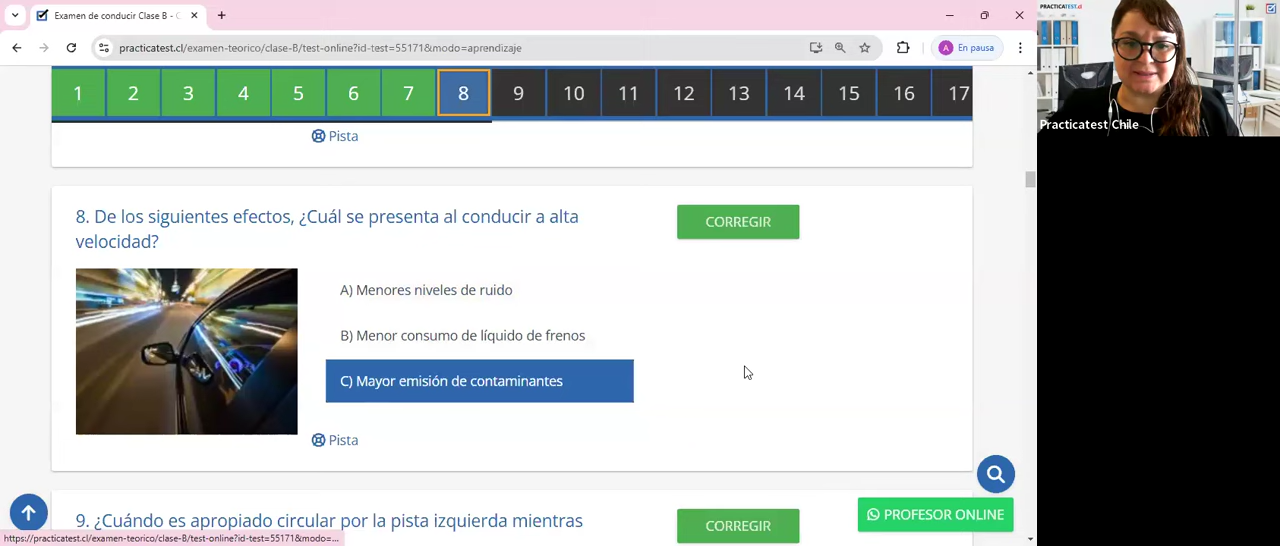 Examen de conducir Clase B - C
practicatest.cl/examen-teorico/clase-B/test-online?id-test=55171&modo=aprendizaje
A
En pausa
PRACTICATEST.cl
Practicatest Chile
1 2 3 4 5 6 7 8 9 10 11 12 13 14 15 16 17
Pista
8. De los siguientes efectos, ¿Cuál se presenta al conducir a alta
velocidad?
CORREGIR
A) Menores niveles de ruido
B) Menor consumo de líquido de frenos
C) Mayor emisión de contaminantes
Pista
9. ¿Cuándo es apropiado circular por la pista izquierda mientras
CORREGIR
PROFESOR ONLINE
https://practicatest.cl/examen-teorico/clase-B/test-online?id-test=55171&modo=...